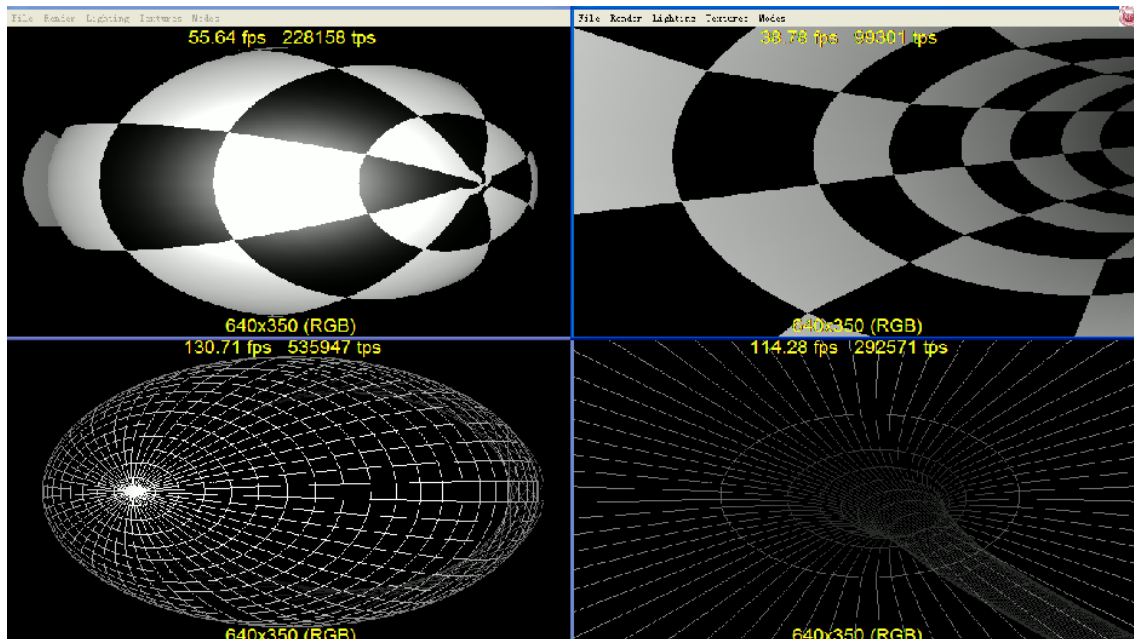 File Render Lighting Textures Modes
55.64 fps 228158 tps
640x350 (RGB)
File Render Lighting Textures Modes
38.78 fps 99301 tps
640x350 (RGB)
130.71 fps 535947 tps
640x350 (RGB)
114.28 fps 292571 tps
640x350 (RGB)